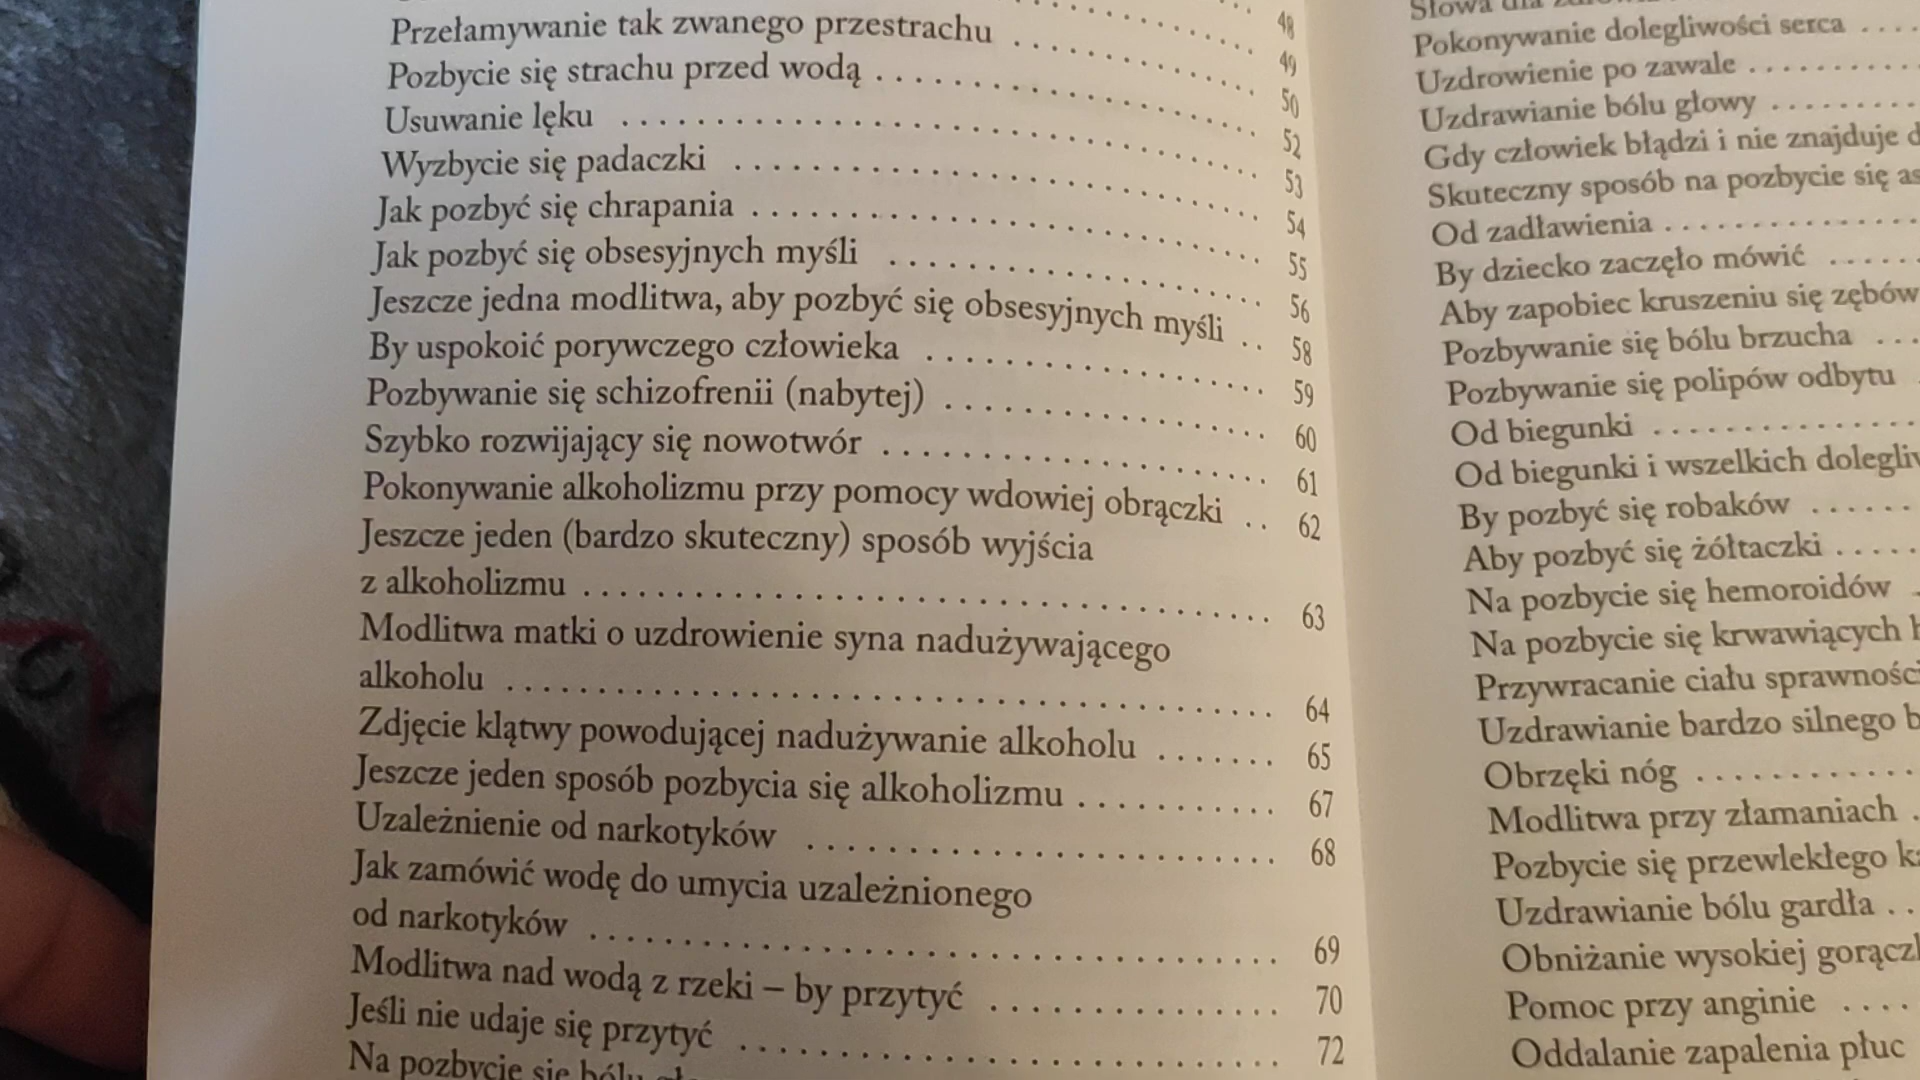 48
49
Przełamywanie tak zwanego przestrachu . . . . . . . . . . . . . 50
Pozbycie się strachu przed wodą . . . . . . . . . . . . . . . . . . . . 52
Usuwanie lęku . . . . . . . . . . . . . . . . . . . . . . . . . . . . . . . . . 53
Wyzbycie się padaczki . . . . . . . . . . . . . . . . . . . . . . . . . . . 54
Jak pozbyć się chrapania . . . . . . . . . . . . . . . . . . . . . . . . . . 55
Jak pozbyć się obsesyjnych myśli . . . . . . . . . . . . . . . . . . . 56
Jeszcze jedna modlitwa, aby pozbyć się obsesyjnych myśli . . 58
By uspokoić porywczego człowieka . . . . . . . . . . . . . . . . . 59
Pozbywanie się schizofrenii (nabytej) . . . . . . . . . . . . . . . . 60
Szybko rozwijający się nowotwór . . . . . . . . . . . . . . . . . . . 61
Pokonywanie alkoholizmu przy pomocy wdowiej obrączki . . 62
Jeszcze jeden (bardzo skuteczny) sposób wyjścia
z alkoholizmu . . . . . . . . . . . . . . . . . . . . . . . . . . . . . . . . . . 63
Modlitwa matki o uzdrowienie syna nadużywającego
alkoholu . . . . . . . . . . . . . . . . . . . . . . . . . . . . . . . . . . . . . . 64
Zdjęcie klątwy powodującej nadużywanie alkoholu . . . . . . . 65
Jeszcze jeden sposób pozbycia się alkoholizmu . . . . . . . . . . . 67
Uzależnienie od narkotyków . . . . . . . . . . . . . . . . . . . . . . . 68
Jak zamówić wodę do umycia uzależnionego
od narkotyków . . . . . . . . . . . . . . . . . . . . . . . . . . . . . . . . . . 69
Modlitwa nad wodą z rzeki – by przytyć . . . . . . . . . . . . . . 70
Jeśli nie udaje się przytyć . . . . . . . . . . . . . . . . . . . . . . . . . . 72
Na pozbycie się bólu
Słowa dla
Pokonywanie dolegliwości serca . . . .
Uzdrowienie po zawale . . . . . . . . . .
Uzdrawianie bólu głowy . . . . . . . . .
Gdy człowiek błądzi i nie znajduje
Skuteczny sposób na pozbycie się
Od zadławienia . . . . . . . . . . . . . . .
By dziecko zaczęło mówić . . . . . .
Aby zapobiec kruszeniu się zębów
Pozbywanie się bólu brzucha . . .
Pozbywanie się polipów odbytu .
Od biegunki . . . . . . . . . . . . . . .
Od biegunki i wszelkich
By pozbyć się robaków . . . . . .
Aby pozbyć się żółtaczki . . . . .
Na pozbycie się hemoroidów .
Na pozbycie się krwawiących
Przywracanie ciału
Uzdrawianie bardzo silnego
Obrzęki nóg . . . . . . . . . . . .
Modlitwa przy złamaniach .
Pozbycie się przewlekłego
Uzdrawianie bólu gardła . .
Obniżanie wysokiej
Pomoc przy anginie . . . .
Oddalanie zapalenia płuc